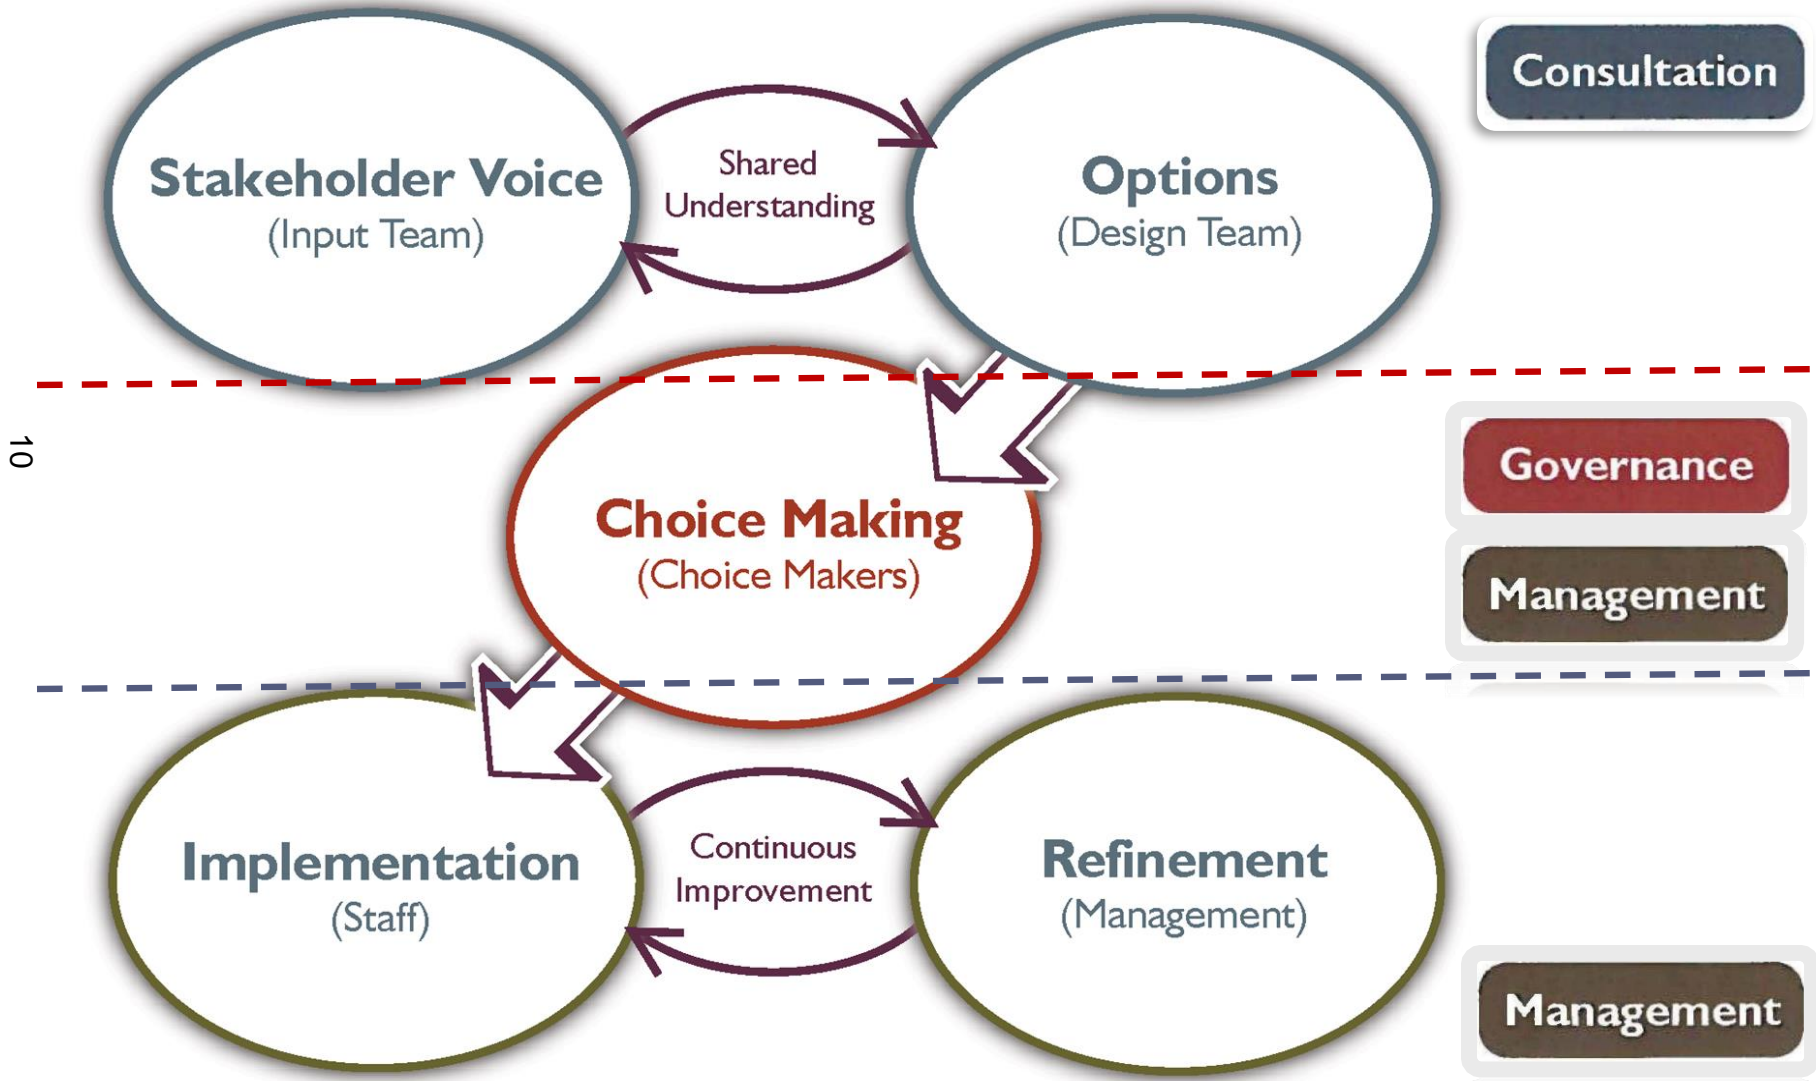 Consultation
Stakeholder Voice
(Input Team)
Shared
Understanding
Options
(Design Team)
10
Governance
Choice Making
(Choice Makers)
Management
Implementation
(Staff)
Continuous
Improvement
Refinement
(Management)
Management